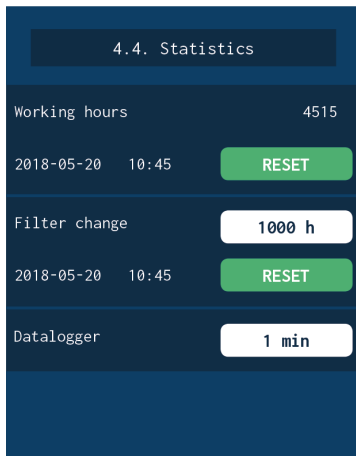 4.4. Statistics
Working hours 4515
2018-05-20 10:45 RESET
Filter change 1000 h
2018-05-20 10:45 RESET
Datalogger 1 min